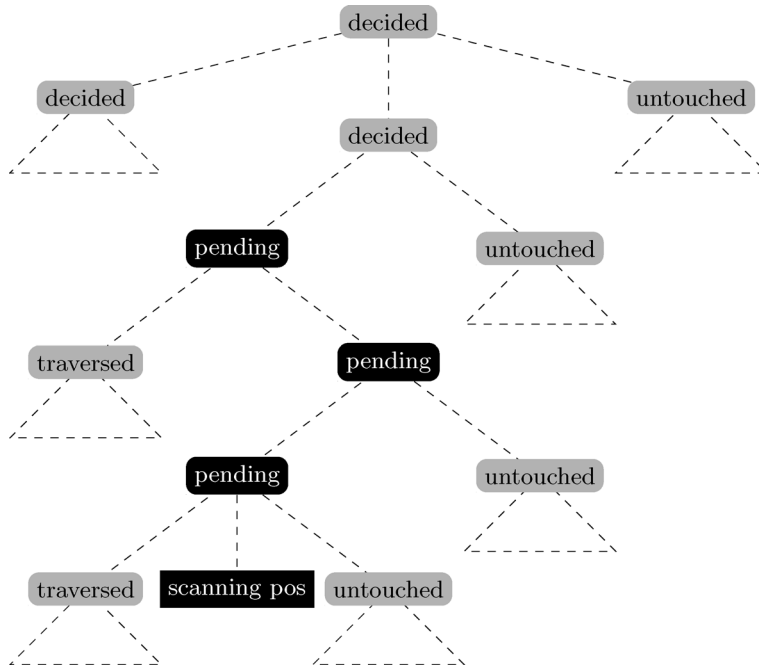 decided
decided
untouched
decided
pending
untouched
traversed
pending
pending
untouched
traversed
scanning pos
untouched